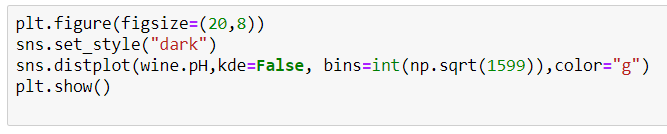 plt.figure(figsize=(20,8))
sns.set_style("dark")
sns.distplot(wine.pH,kde=False, bins=int(np.sqrt(1599)),color="g")
plt.show()